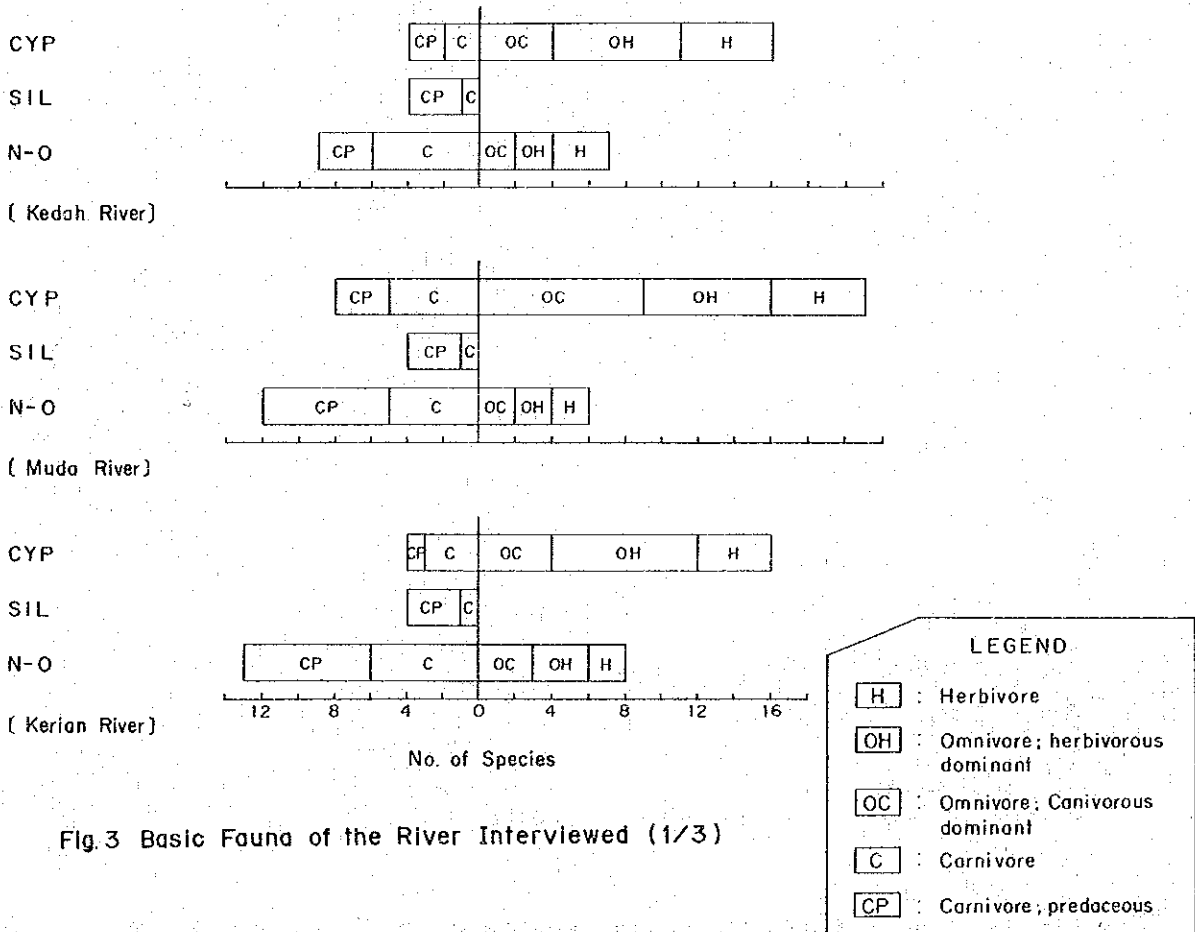 CYP CP C OC OH H
SIL CP C
N-O CP C OC OH H
( Kedah River)
CYP CP C OC OH H
SIL CP C
N-O CP C OC OH H
( Muda River)
CYP CP C OC OH H
SIL CP C
N-O CP C OC OH H
12 8 4 0 4 8 12 16
( Kerian River)
No. of Species
Fig. 3 Basic Fauna of the River Interviewed (1/3)
LEGEND
H : Herbivore
OH : Omnivore; herbivorous
dominant
OC : Omnivore; Canivorous
dominant
C : Carnivore
CP : Carnivore; predaceous